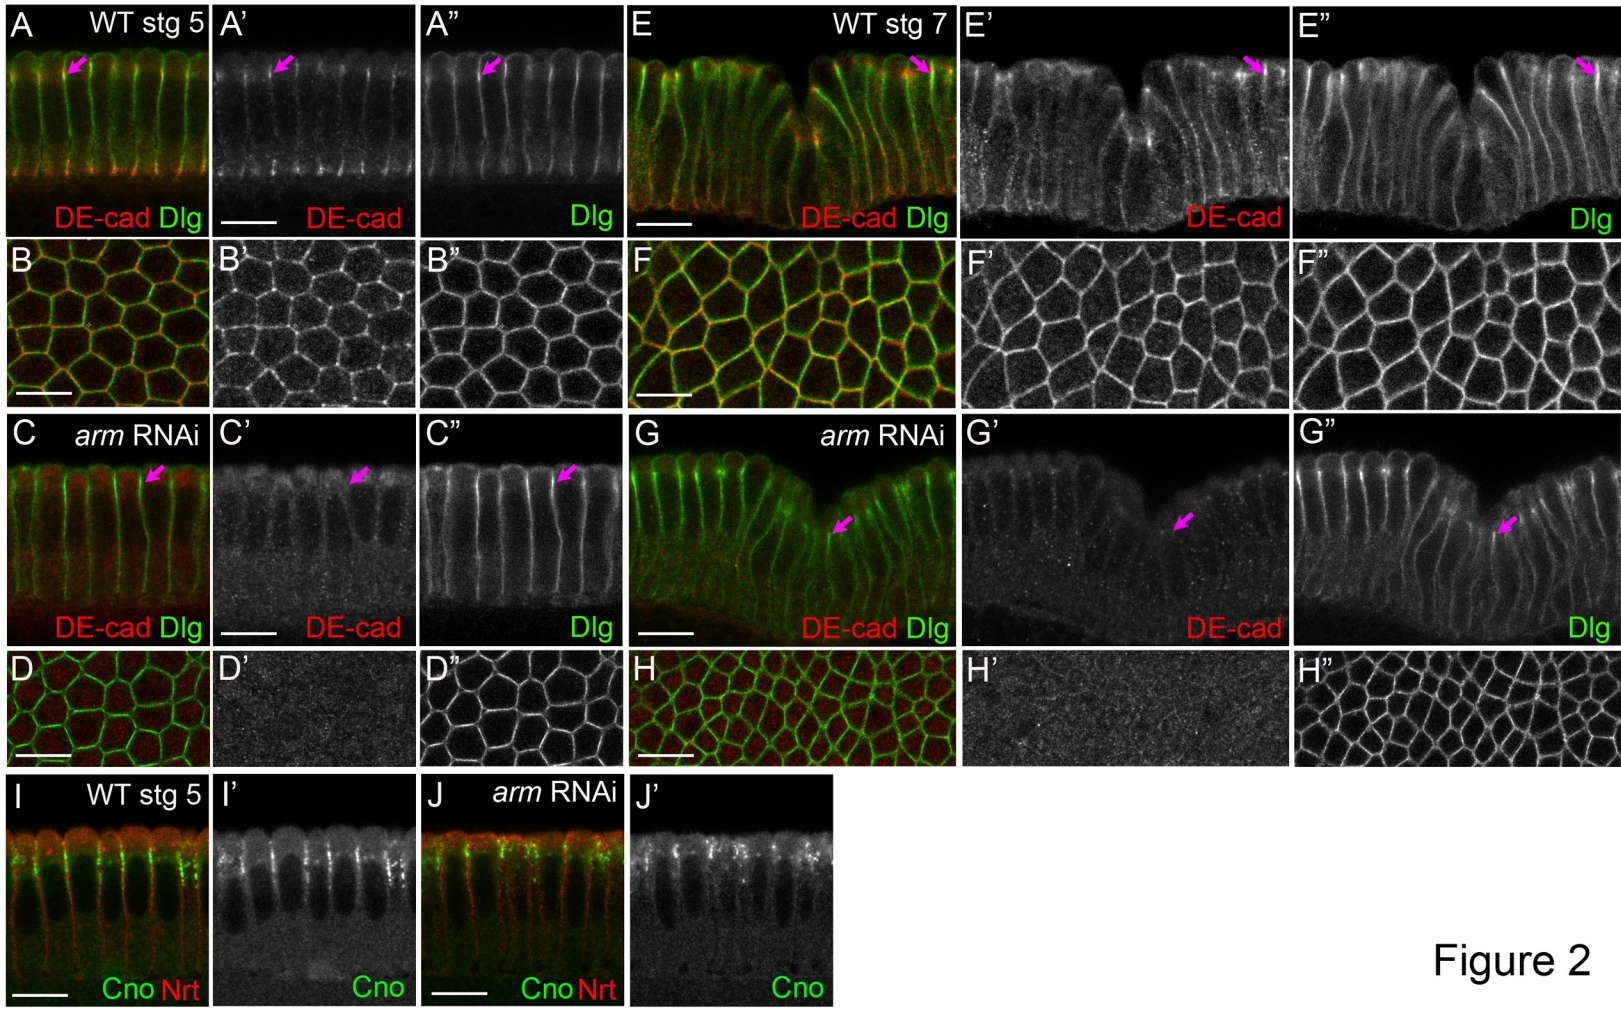 A WT stg 5
A’
A”
E WT stg 7
E’
E”
DE-cad Dlg
DE-cad
Dlg
DE-cad Dlg
DE-cad
Dlg
B
B’
B”
F
F’
F”
C arm RNAi
C’
C”
G arm RNAi
G’
G”
DE-cad Dlg
DE-cad
Dlg
DE-cad Dlg
DE-cad
Dlg
D
D’
D”
H
H’
H”
I WT stg 5
I’
J arm RNAi
J’
Cno Nrt
Cno
Cno Nrt
Cno
Figure 2